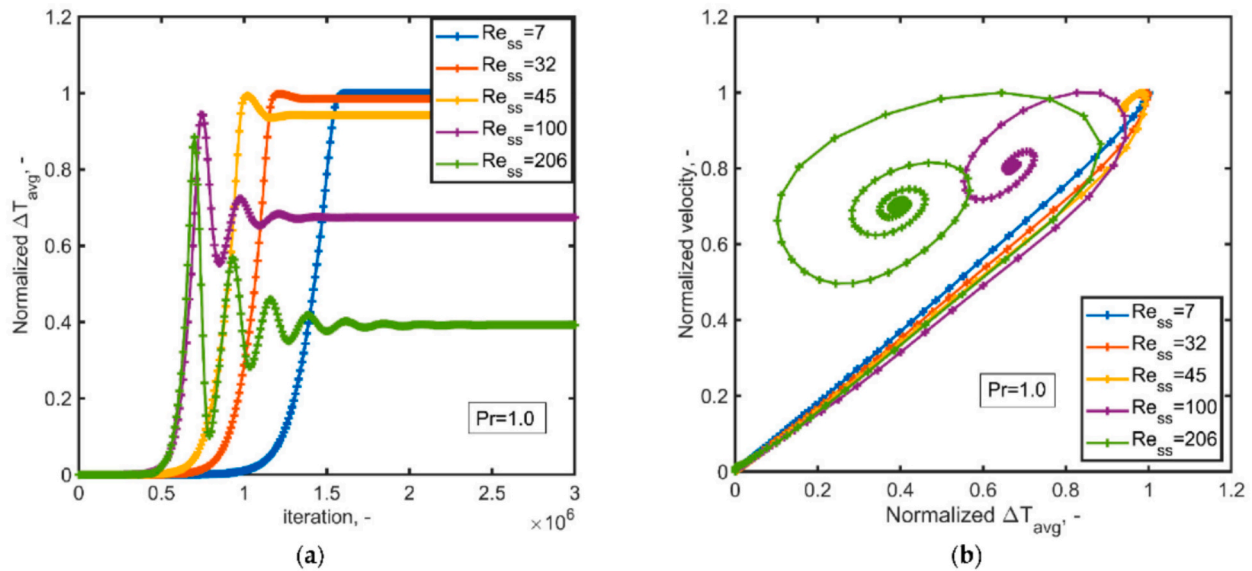 1.2
1
0.8
0.6
0.4
0.2
0
Normalized ΔT_avg, -
Re_ss=7
Re_ss=32
Re_ss=45
Re_ss=100
Re_ss=206
Pr=1.0
0 0.5 1 1.5 2 2.5 3
iteration, -
×10^6
(a)
1.2
1
0.8
0.6
0.4
0.2
0
Normalized velocity, -
Pr=1.0
Re_ss=7
Re_ss=32
Re_ss=45
Re_ss=100
Re_ss=206
0 0.2 0.4 0.6 0.8 1 1.2
Normalized ΔT_avg, -
(b)